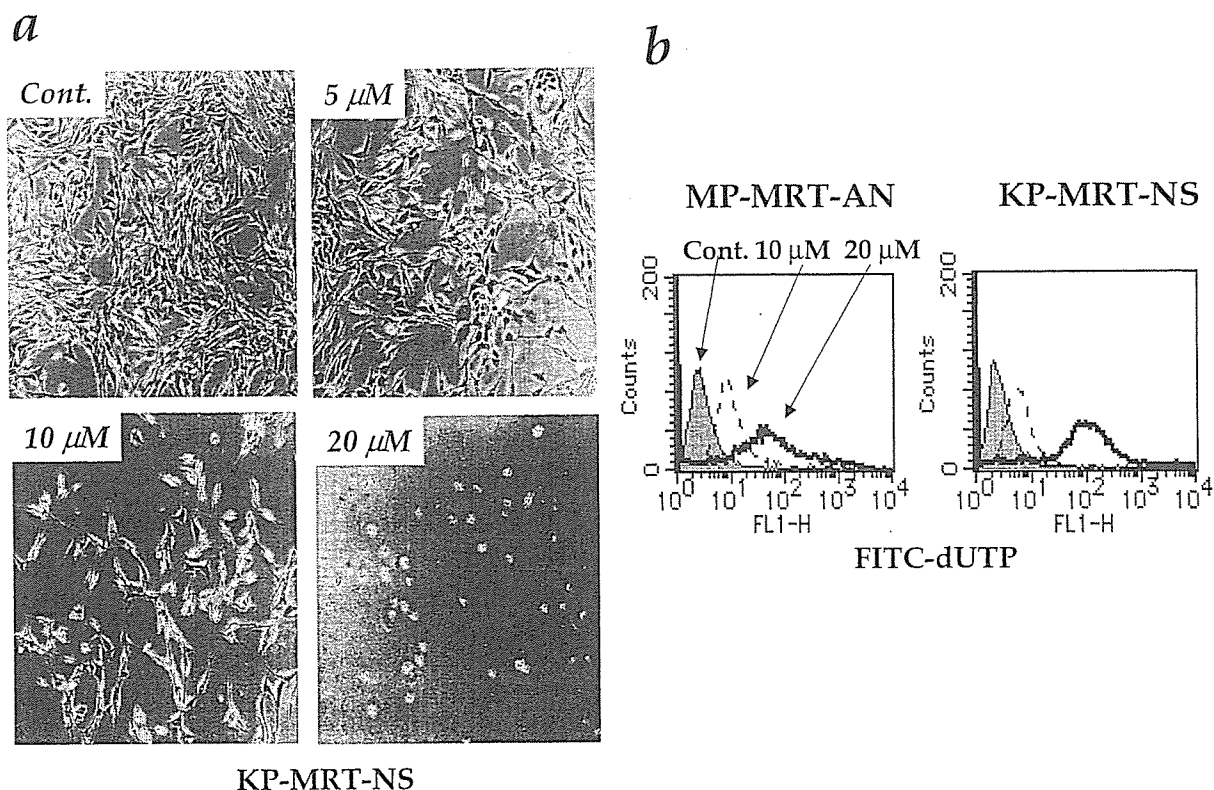 a
Cont.
5 μM
10 μM
20 μM
KP-MRT-NS
b
MP-MRT-AN
Cont. 10 μM 20 μM
200
Counts
0
10⁰ 10¹ 10² 10³ 10⁴
FL1-H
KP-MRT-NS
200
Counts
0
10⁰ 10¹ 10² 10³ 10⁴
FL1-H
FITC-dUTP